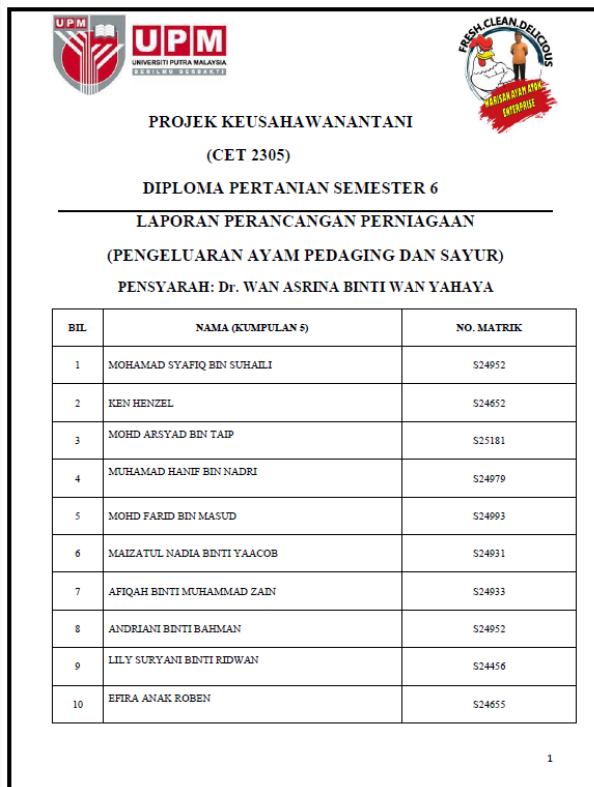 UPM
UPM
UNIVERSITI PUTRA MALAYSIA
BERILMU BERBAKTI
FRESH.CLEAN.DELICIOUS
WARISAN AYAM ATOK
ENTERPRISE
PROJEK KEUSAHAWANANTANI
(CET 2305)
DIPLOMA PERTANIAN SEMESTER 6
LAPORAN PERANCANGAN PERNIAGAAN
(PENGELUARAN AYAM PEDAGING DAN SAYUR)
PENSYARAH: Dr. WAN ASRINA BINTI WAN YAHAYA
BIL NAMA (KUMPULAN 5) NO. MATRIK
1 MOHAMAD SYAFIQ BIN SUHAILI S24952
2 KEN HENZEL S24652
3 MOHD ARSYAD BIN TAIP S25181
4 MUHAMAD HANIF BIN NADRI S24979
5 MOHD FARID BIN MASUD S24993
6 MAIZATUL NADIA BINTI YAACOB S24931
7 AFIQAH BINTI MUHAMMAD ZAIN S24933
8 ANDRIANI BINTI BAHMAN S24952
9 LILY SURYANI BINTI RIDWAN S24456
10 EFIRA ANAK ROBEN S24655
1